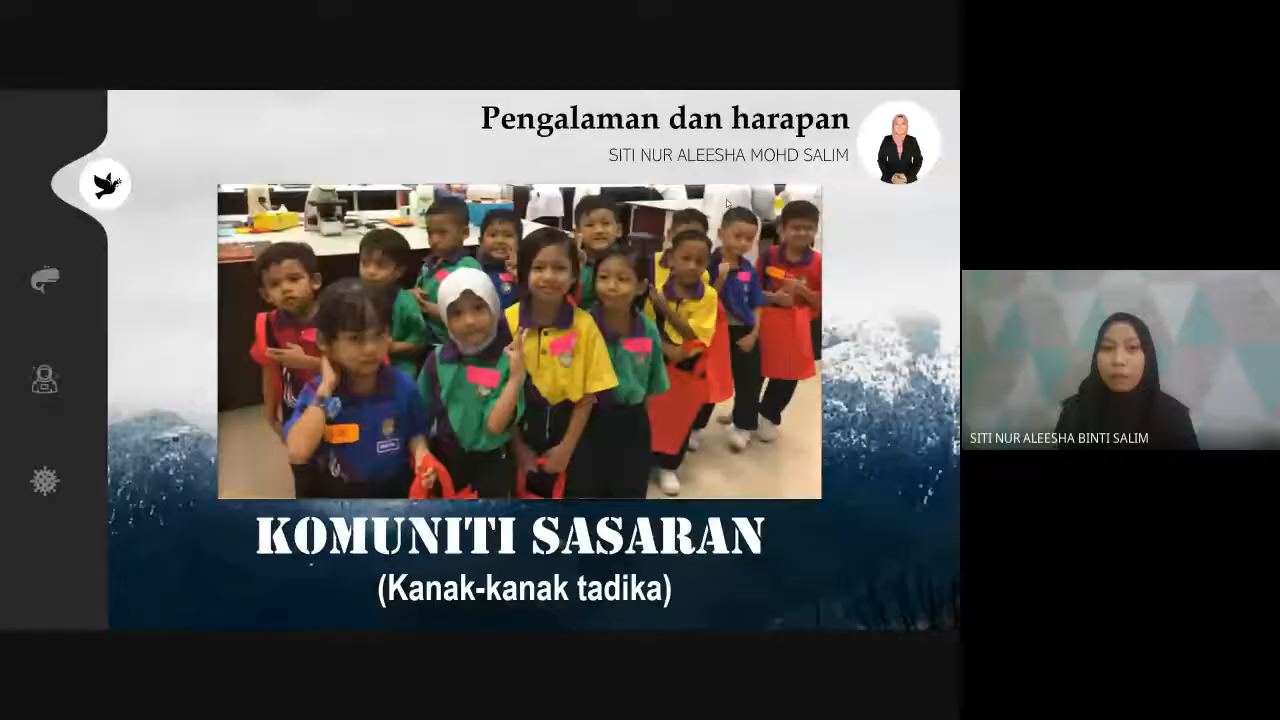 Pengalaman dan harapan
SITI NUR ALEESHA MOHD SALIM
KOMUNITI SASARAN
(Kanak-kanak tadika)
SITI NUR ALEESHA BINTI SALIM